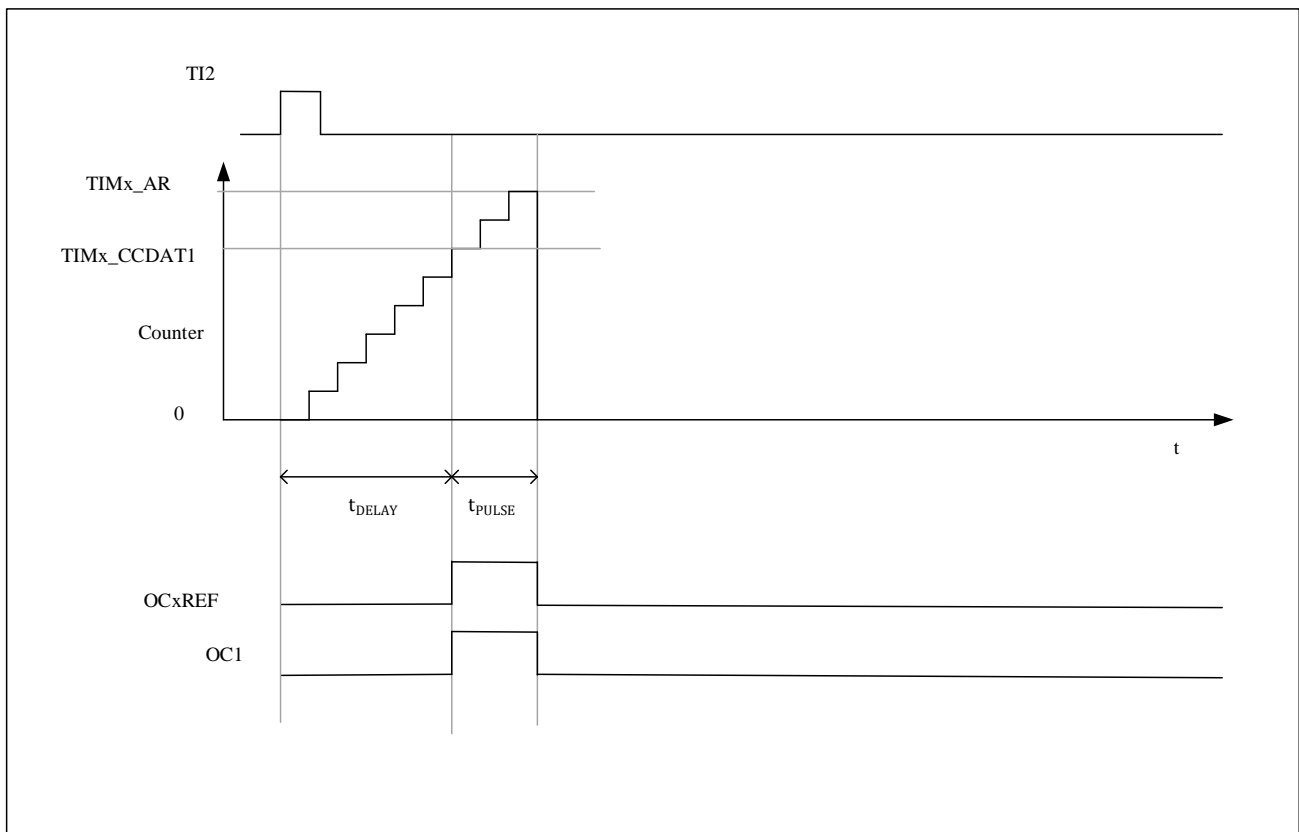 TI2
TIMx_AR
TIMx_CCDAT1
Counter
0
t
tDELAY
tPULSE
OCxREF
OC1